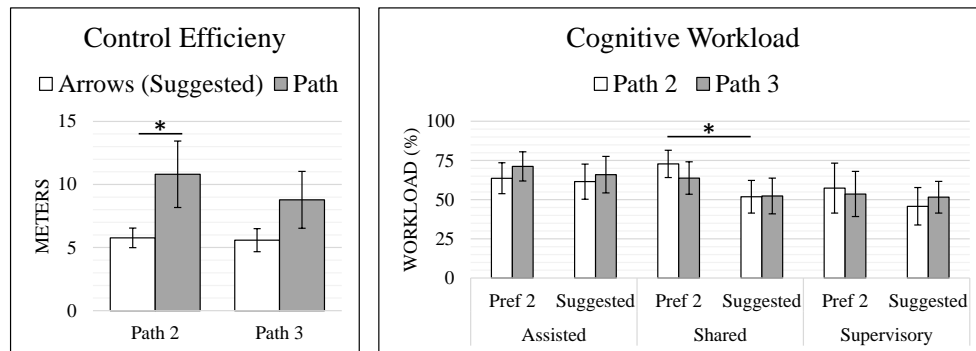 Control Efficieny
Arrows (Suggested) Path
15
*
10
5
0
METERS
Path 2 Path 3
Cognitive Workload
Path 2 Path 3
100
*
75
50
25
0
WORKLOAD (%)
Pref 2 Suggested Pref 2 Suggested Pref 2 Suggested
Assisted Shared Supervisory